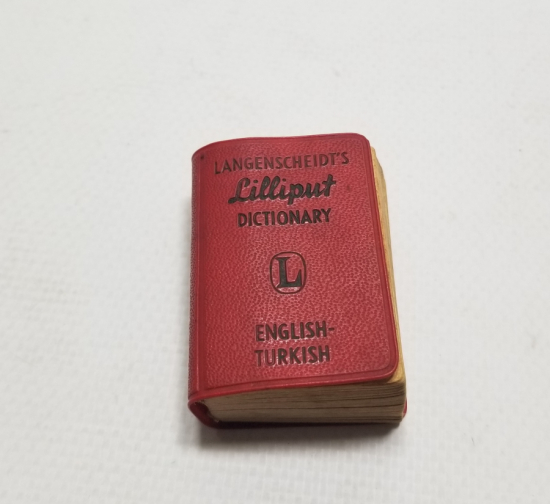 LANGENSCHEIDT'S
Lilliput
DICTIONARY
L
ENGLISH-
TURKISH